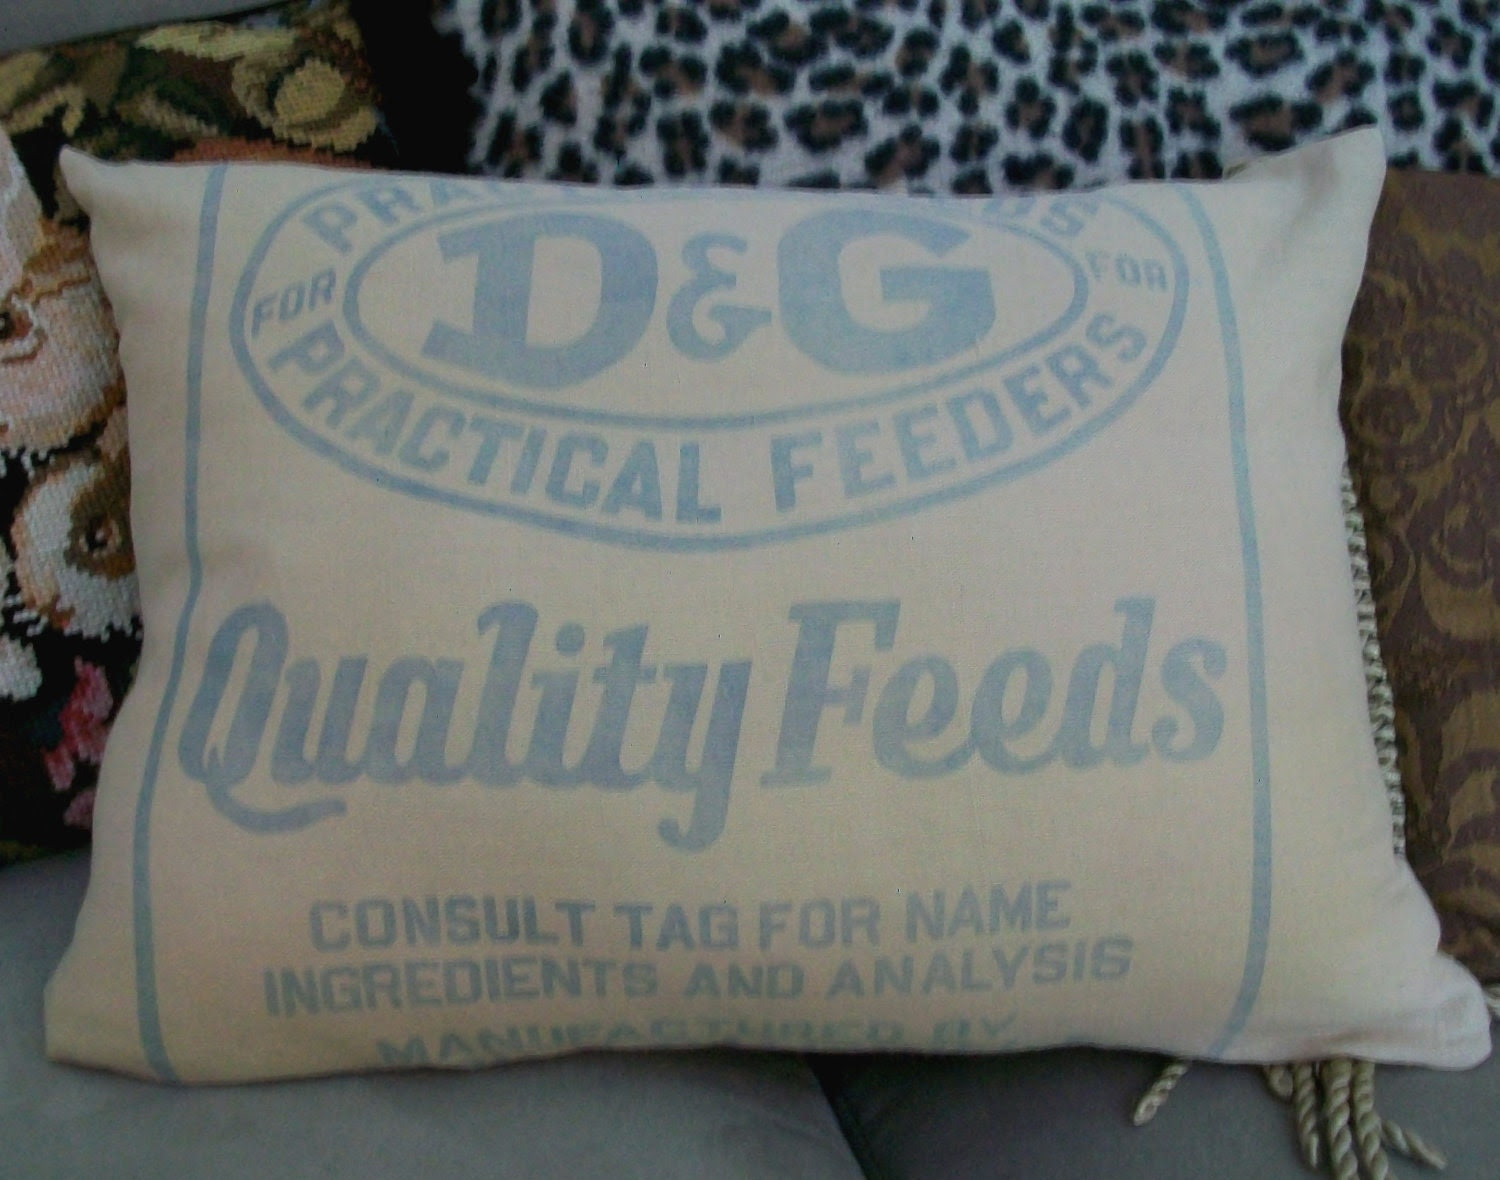 D&G
FOR
FOR
PRACTICAL FEEDERS
Quality Feeds
CONSULT TAG FOR NAME
INGREDIENTS AND ANALYSIS
MANUFACTURED BY